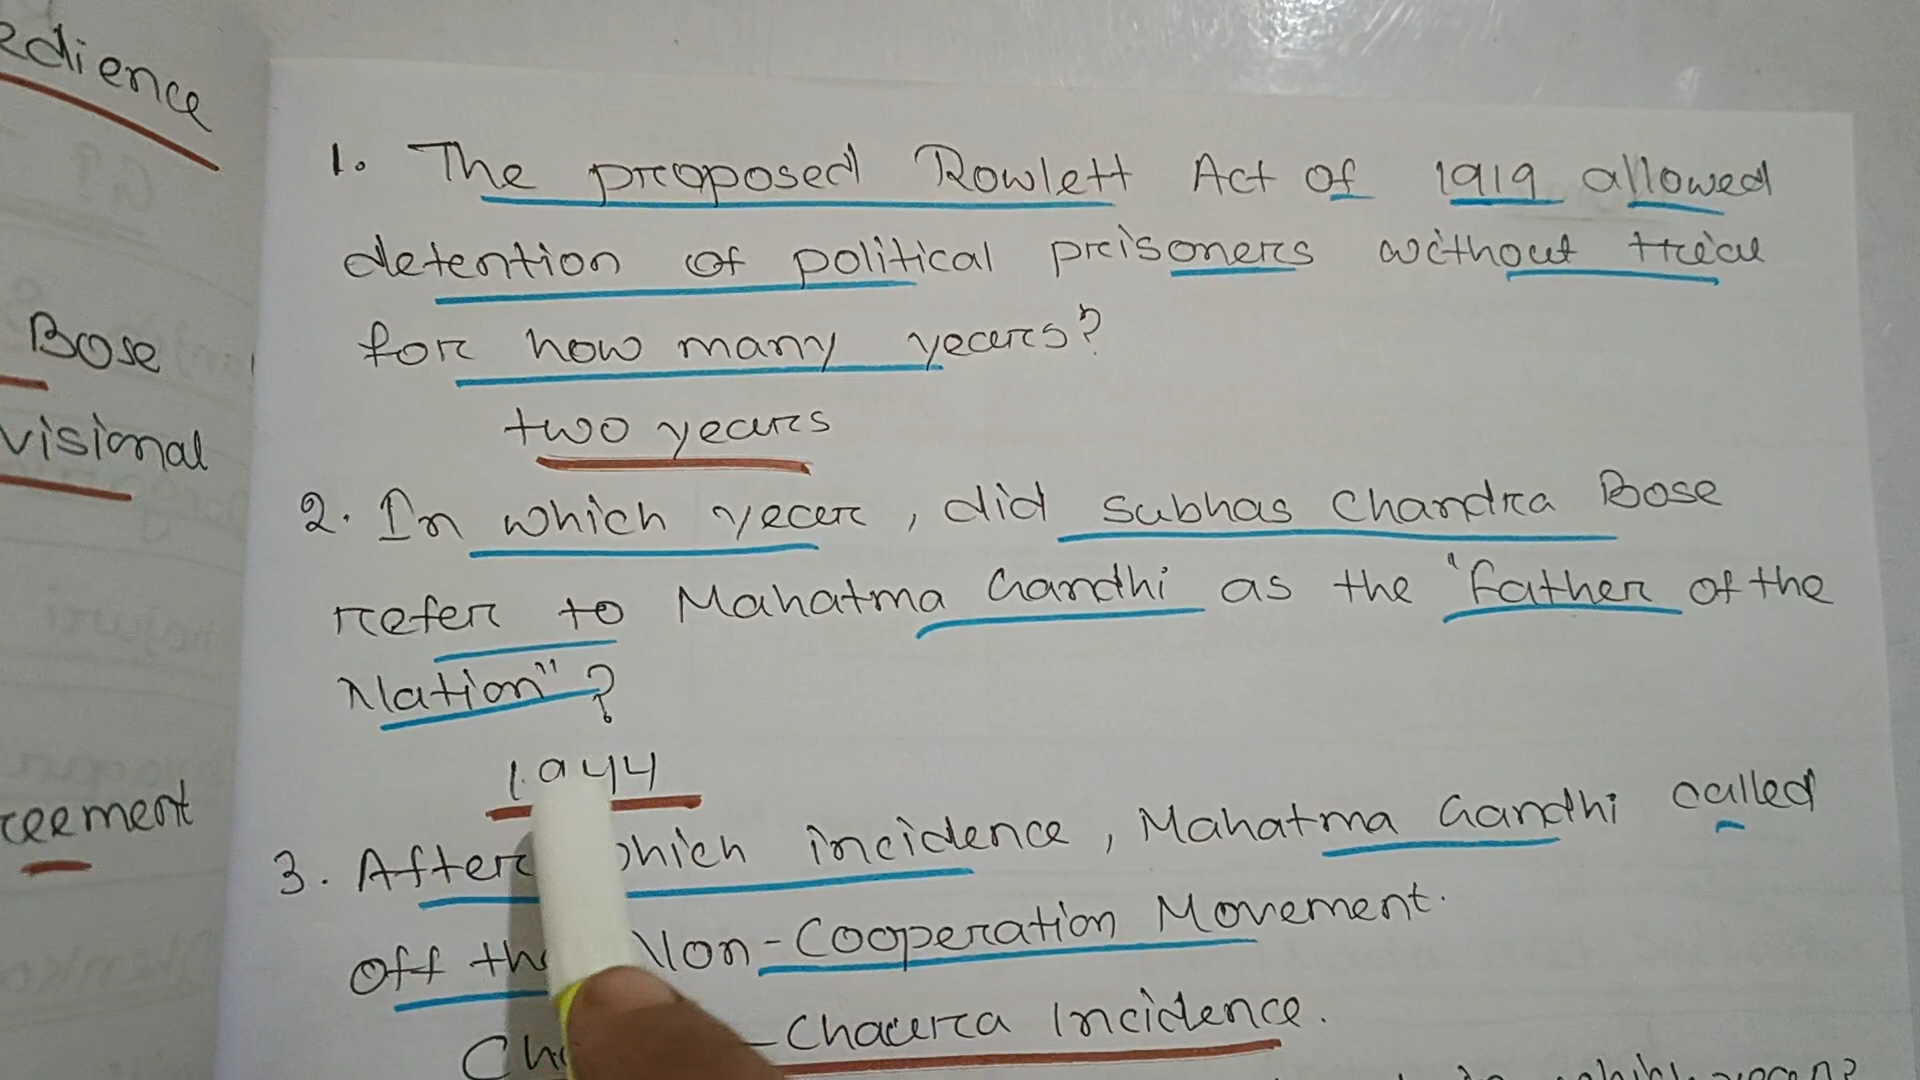 edience
Bose
visional
reement
1. The proposed Rowlett Act of 1919 allowed
detention of political prisoners without trial
for how many years?
two years
2. In which year, did Subhas Chandra Bose
refer to Mahatma Gandhi as the "Father of the
Nation"?
1944
3. After which incidence, Mahatma Gandhi called
off the Non-Cooperation Movement.
Chaura Incidence.